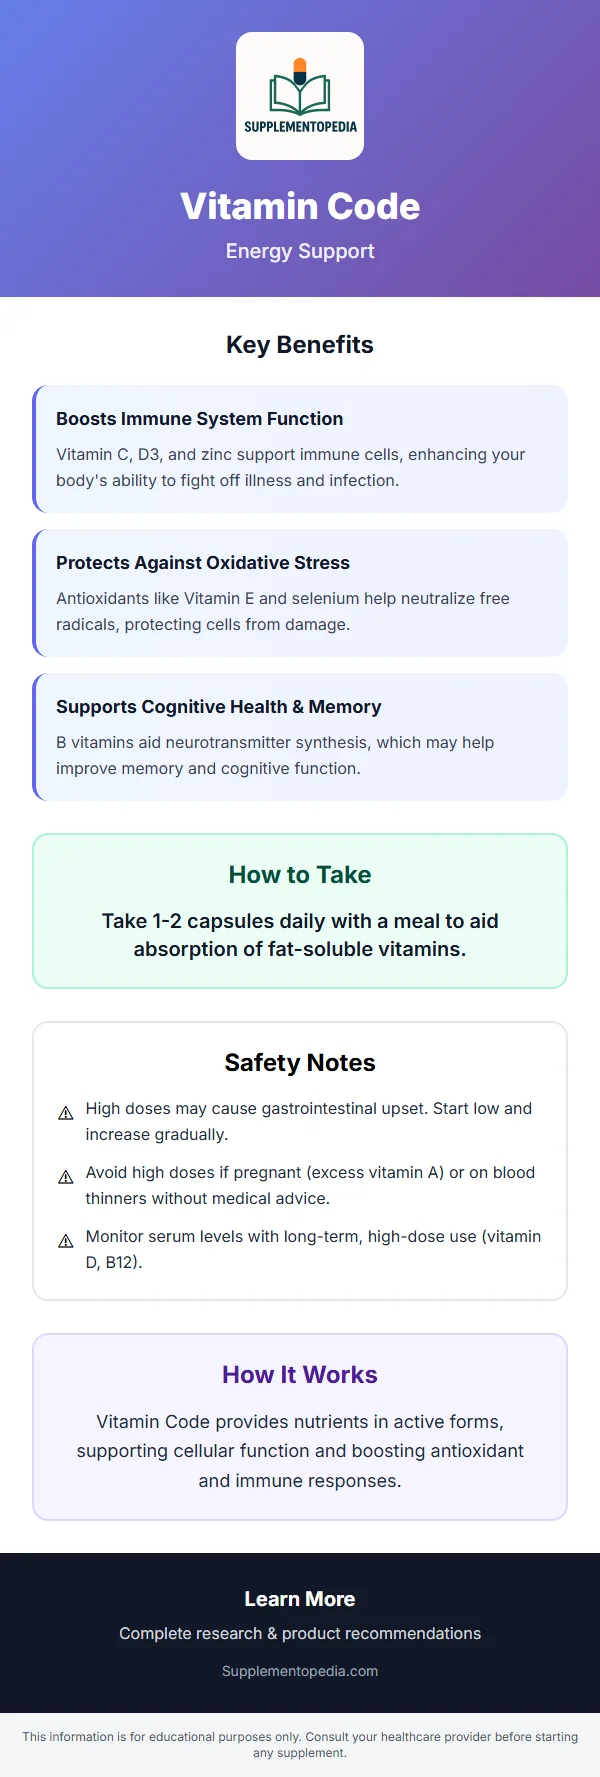 SUPPLEMENTOPEDIA
Vitamin Code
Energy Support
Key Benefits
Boosts Immune System Function
Vitamin C, D3, and zinc support immune cells, enhancing your
body's ability to fight off illness and infection.
Protects Against Oxidative Stress
Antioxidants like Vitamin E and selenium help neutralize free
radicals, protecting cells from damage.
Supports Cognitive Health & Memory
B vitamins aid neurotransmitter synthesis, which may help
improve memory and cognitive function.
How to Take
Take 1-2 capsules daily with a meal to aid
absorption of fat-soluble vitamins.
Safety Notes
⚠ High doses may cause gastrointestinal upset. Start low and
increase gradually.
⚠ Avoid high doses if pregnant (excess vitamin A) or on blood
thinners without medical advice.
⚠ Monitor serum levels with long-term, high-dose use (vitamin
D, B12).
How It Works
Vitamin Code provides nutrients in active forms,
supporting cellular function and boosting antioxidant
and immune responses.
Learn More
Complete research & product recommendations
Supplementopedia.com
This information is for educational purposes only. Consult your healthcare provider before starting
any supplement.